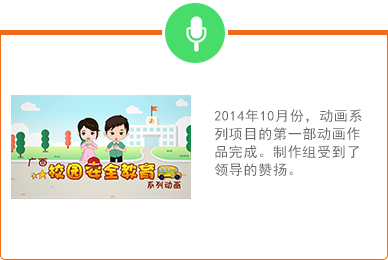 广西
校园安全教育
系列动画
2014年10月份，动画系
列项目的第一部动画作
品完成。制作组受到了
领导的赞扬。